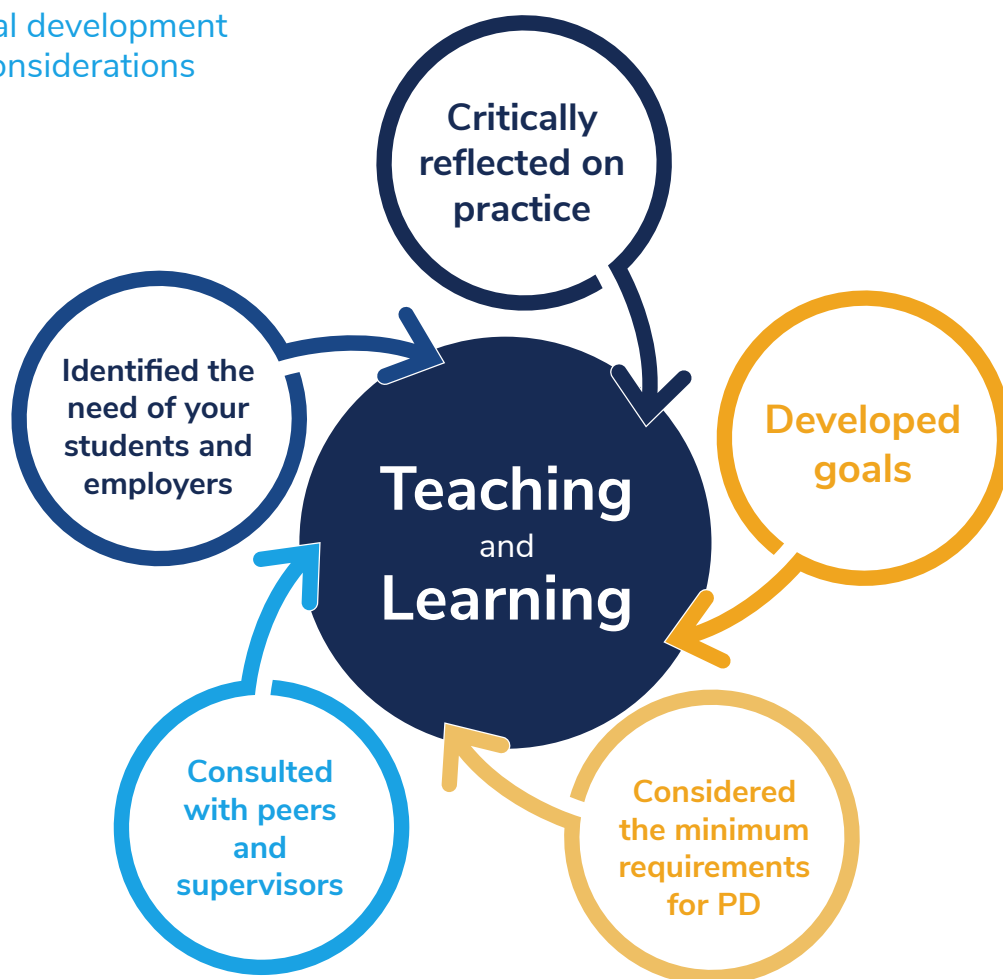 al development
onsiderations
Critically
reflected on
practice
Identified the
need of your
students and
employers
Developed
goals
Teaching
and
Learning
Consulted
with peers
and
supervisors
Considered
the minimum
requirements
for PD